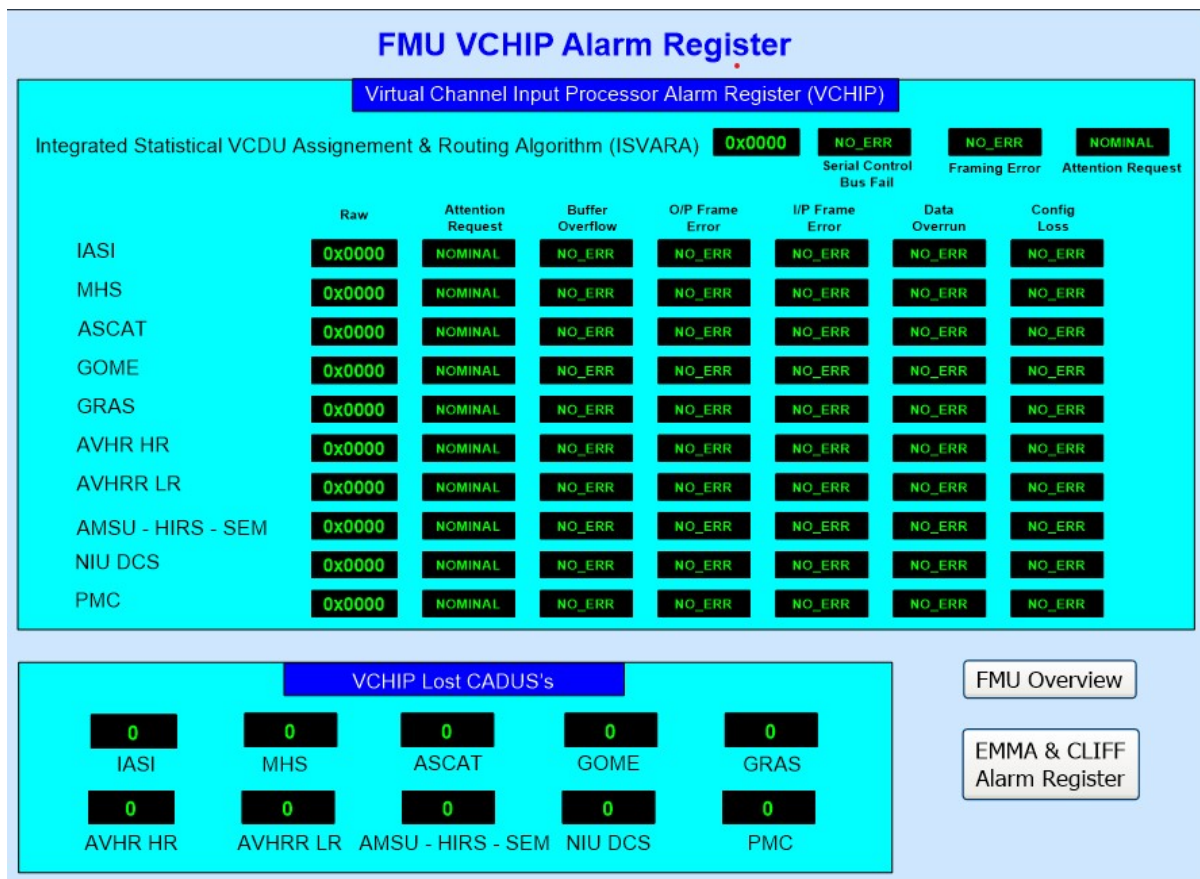 FMU VCHIP Alarm Register
Virtual Channel Input Processor Alarm Register (VCHIP)
Integrated Statistical VCDU Assignement & Routing Algorithm (ISVARA) 0x0000 NO_ERR NO_ERR NOMINAL
Serial Control Bus Fail Framing Error Attention Request
Raw Attention Request Buffer Overflow O/P Frame Error I/P Frame Error Data Overrun Config Loss
IASI 0x0000 NOMINAL NO_ERR NO_ERR NO_ERR NO_ERR NO_ERR
MHS 0x0000 NOMINAL NO_ERR NO_ERR NO_ERR NO_ERR NO_ERR
ASCAT 0x0000 NOMINAL NO_ERR NO_ERR NO_ERR NO_ERR NO_ERR
GOME 0x0000 NOMINAL NO_ERR NO_ERR NO_ERR NO_ERR NO_ERR
GRAS 0x0000 NOMINAL NO_ERR NO_ERR NO_ERR NO_ERR NO_ERR
AVHR HR 0x0000 NOMINAL NO_ERR NO_ERR NO_ERR NO_ERR NO_ERR
AVHRR LR 0x0000 NOMINAL NO_ERR NO_ERR NO_ERR NO_ERR NO_ERR
AMSU - HIRS - SEM 0x0000 NOMINAL NO_ERR NO_ERR NO_ERR NO_ERR NO_ERR
NIU DCS 0x0000 NOMINAL NO_ERR NO_ERR NO_ERR NO_ERR NO_ERR
PMC 0x0000 NOMINAL NO_ERR NO_ERR NO_ERR NO_ERR NO_ERR
VCHIP Lost CADUS's
0 0 0 0 0
IASI MHS ASCAT GOME GRAS
0 0 0 0 0
AVHR HR AVHRR LR AMSU - HIRS - SEM NIU DCS PMC
FMU Overview
EMMA & CLIFF
Alarm Register